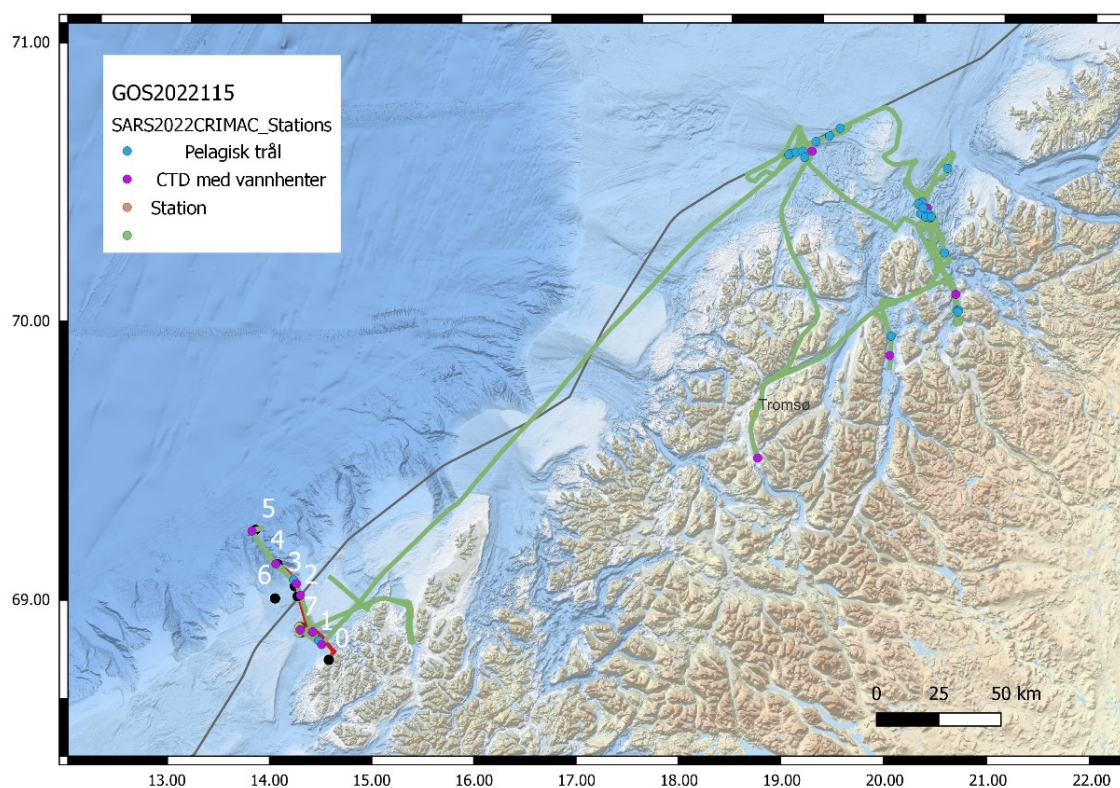 71.00
GOS2022115
SARS2022CRIMAC_Stations
Pelagisk trål
CTD med vannhenter
Station
70.00
Tromsø
5
4
3
6
2
69.00
7
1
0
0 25 50 km
13.00 14.00 15.00 16.00 17.00 18.00 19.00 20.00 21.00 22.00